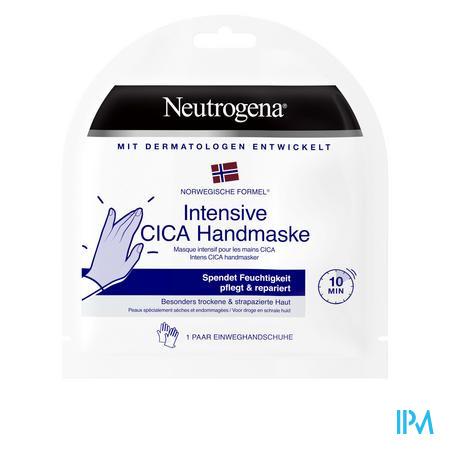 Neutrogena®
MIT DERMATOLOGEN ENTWICKELT
NORWEGISCHE FORMEL®
Intensive
CICA Handmaske
Masque intensif pour les mains CICA
Intens CICA handmasker
Spendet Feuchtigkeit
pflegt & repariert
10
MIN
Besonders trockene & strapazierte Haut
Peaux spécialement sèches et endommagées / Voor droge en schrale huid
1 PAAR EINWEGHANDSCHUHE
IPM